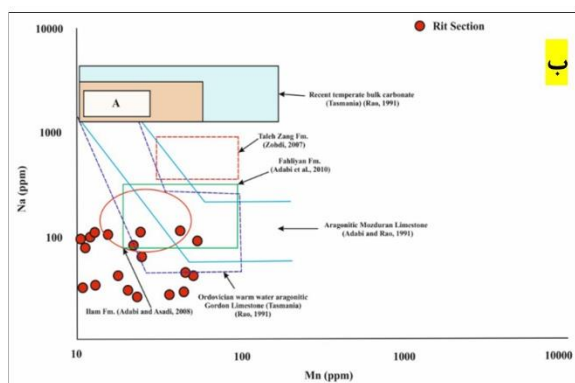 Rit Section
ب
10000
1000
100
10
Na (ppm)
A
Recent temperate bulk carbonate
(Tasmania) (Rao, 1991)
Taleh Zang Fm.
(Zohdi, 2007)
Fahliyan Fm.
(Adabi et al., 2010)
Aragonitic Mozduran Limestone
(Adabi and Rao, 1991)
Ordovician warm water aragonitic
Gordon Limestone (Tasmania)
(Rao, 1991)
Ilam Fm. (Adabi and Asadi, 2008)
10
100
1000
10000
Mn (ppm)